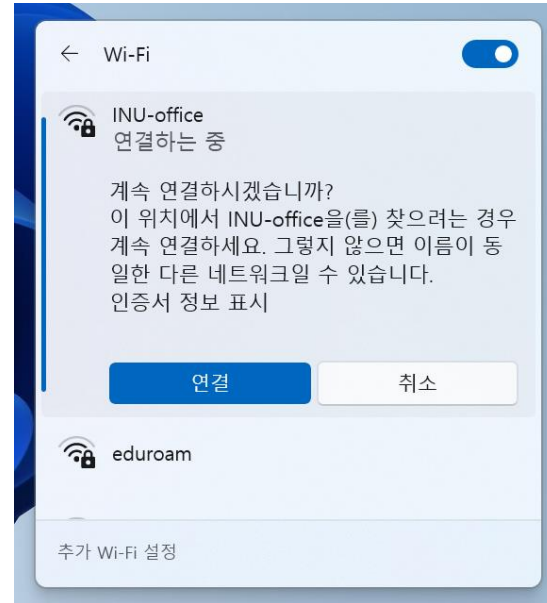 Wi-Fi
INU-office
연결하는 중
계속 연결하시겠습니까?
이 위치에서 INU-office을(를) 찾으려는 경우
계속 연결하세요. 그렇지 않으면 이름이 동
일한 다른 네트워크일 수 있습니다.
인증서 정보 표시
연결
취소
eduroam
추가 Wi-Fi 설정